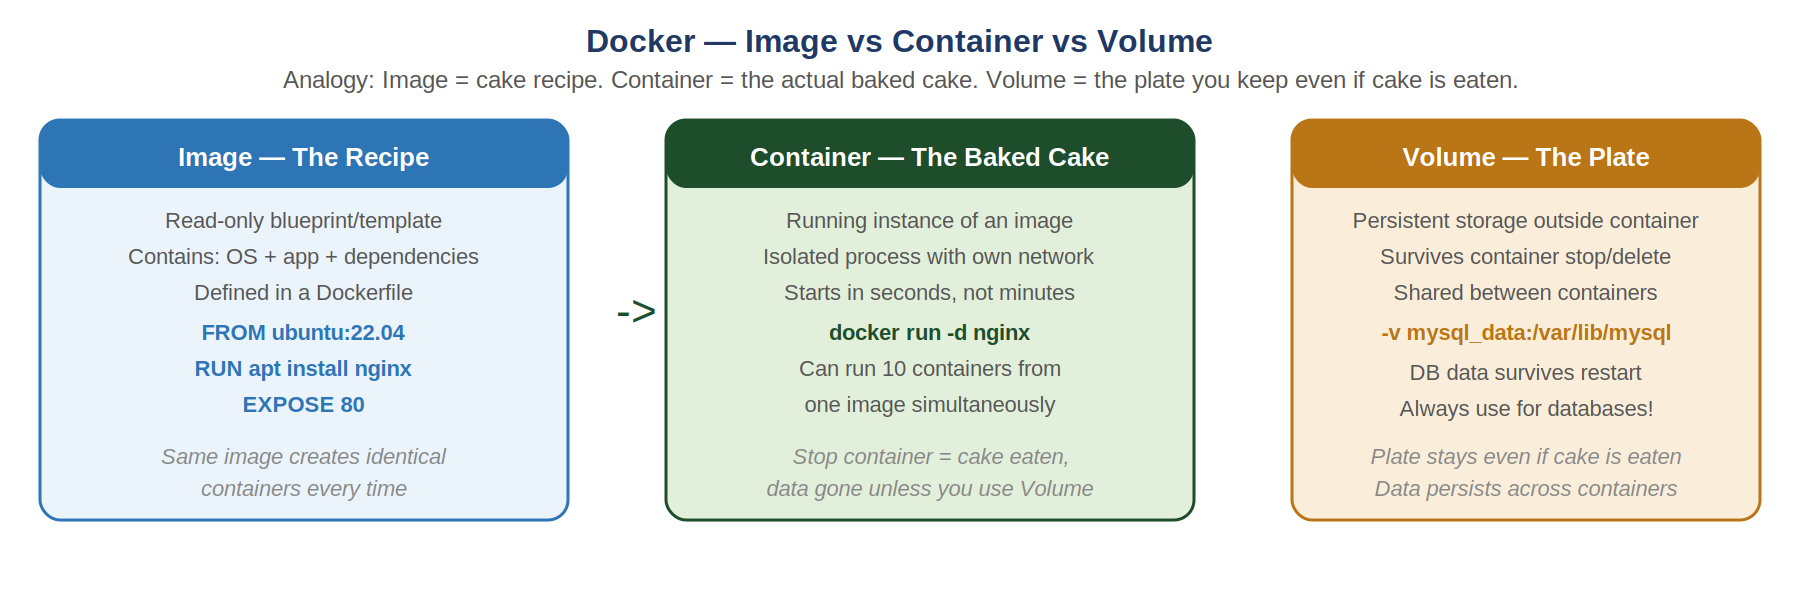 Docker — Image vs Container vs Volume
Analogy: Image = cake recipe. Container = the actual baked cake. Volume = the plate you keep even if cake is eaten.
Image — The Recipe
Read-only blueprint/template
Contains: OS + app + dependencies
Defined in a Dockerfile
FROM ubuntu:22.04
RUN apt install nginx
EXPOSE 80
Same image creates identical
containers every time
->
Container — The Baked Cake
Running instance of an image
Isolated process with own network
Starts in seconds, not minutes
docker run -d nginx
Can run 10 containers from
one image simultaneously
Stop container = cake eaten,
data gone unless you use Volume
Volume — The Plate
Persistent storage outside container
Survives container stop/delete
Shared between containers
-v mysql_data:/var/lib/mysql
DB data survives restart
Always use for databases!
Plate stays even if cake is eaten
Data persists across containers